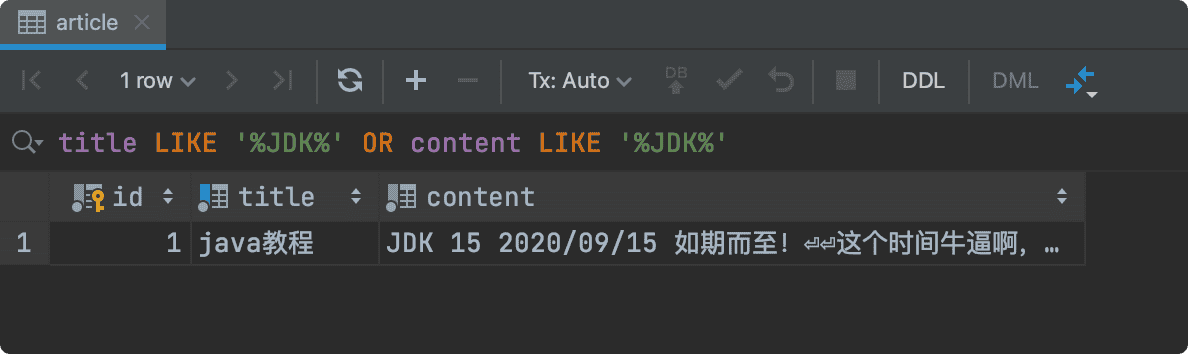 article
1 row Tx: Auto DB DDL DML
title LIKE '%JDK%' OR content LIKE '%JDK%'
id title content
1 1 java教程 JDK 15 2020/09/15 如期而至！⏎⏎这个时间牛逼啊，…